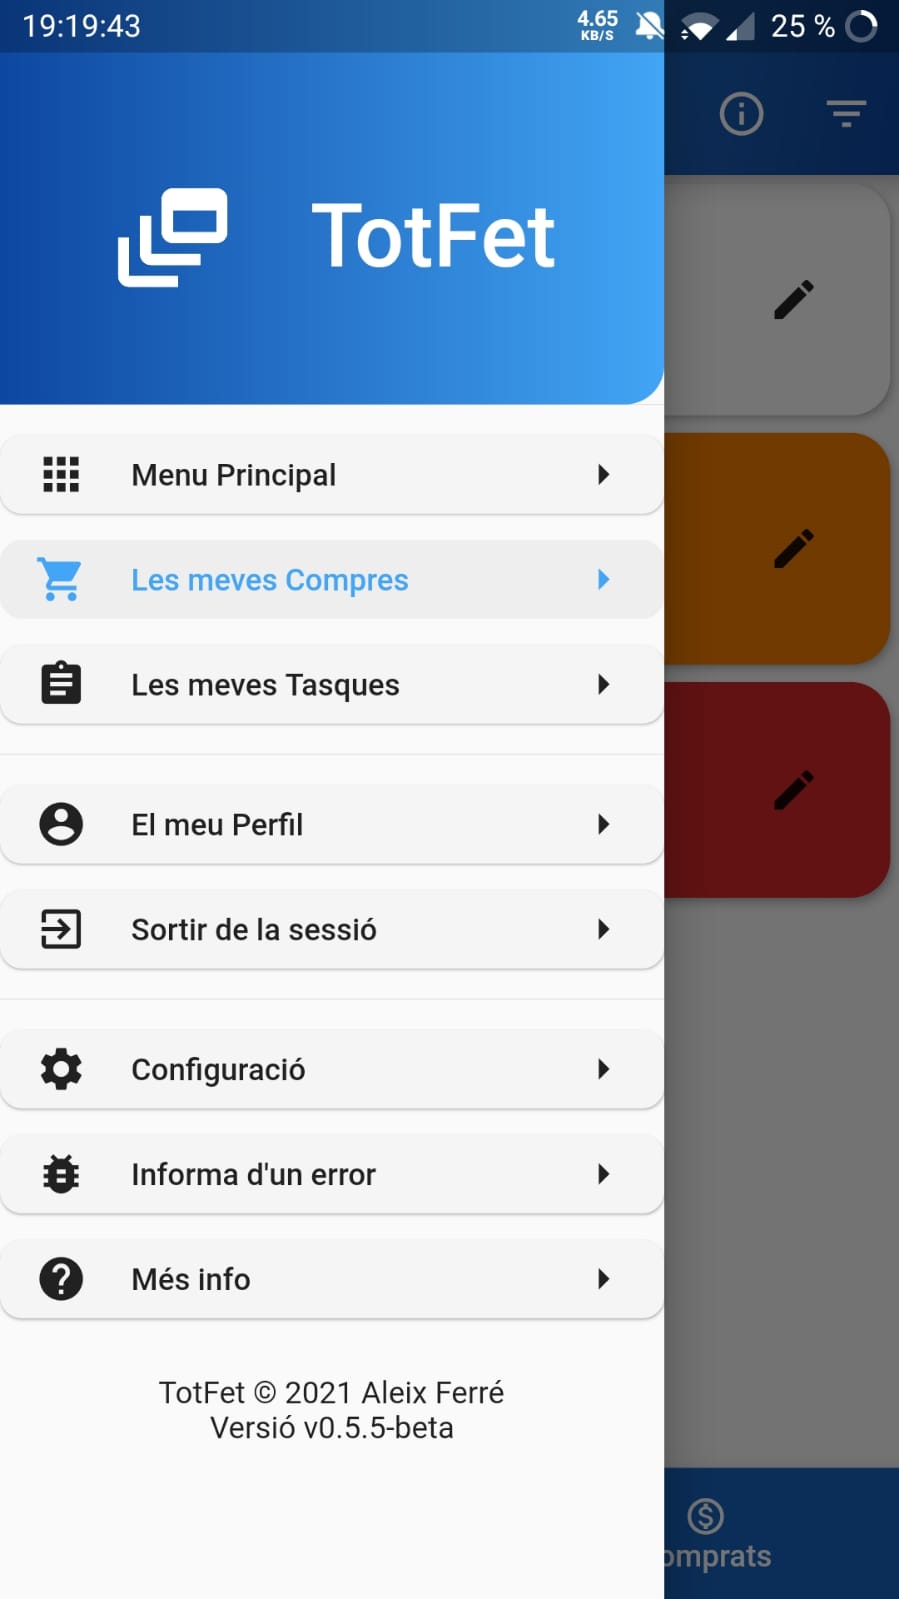 19:19:43
4.65
KB/S
25 %
TotFet
Menu Principal
Les meves Compres
Les meves Tasques
El meu Perfil
Sortir de la sessió
Configuració
Informa d'un error
Més info
TotFet © 2021 Aleix Ferré
Versió v0.5.5-beta
omprats